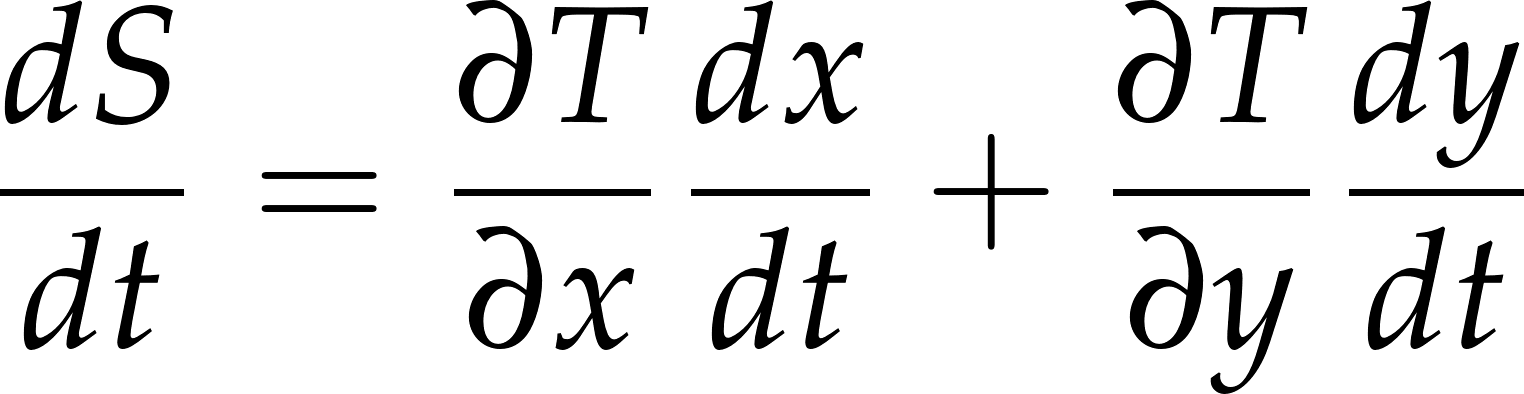 dS/dt = ∂T/∂x dx/dt + ∂T/∂y dy/dt